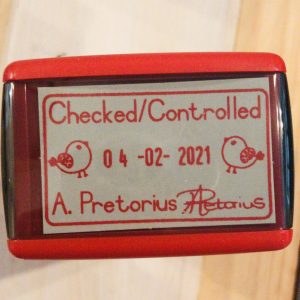 Checked/Controlled
04-02-2021
A. Pretorius APretorius